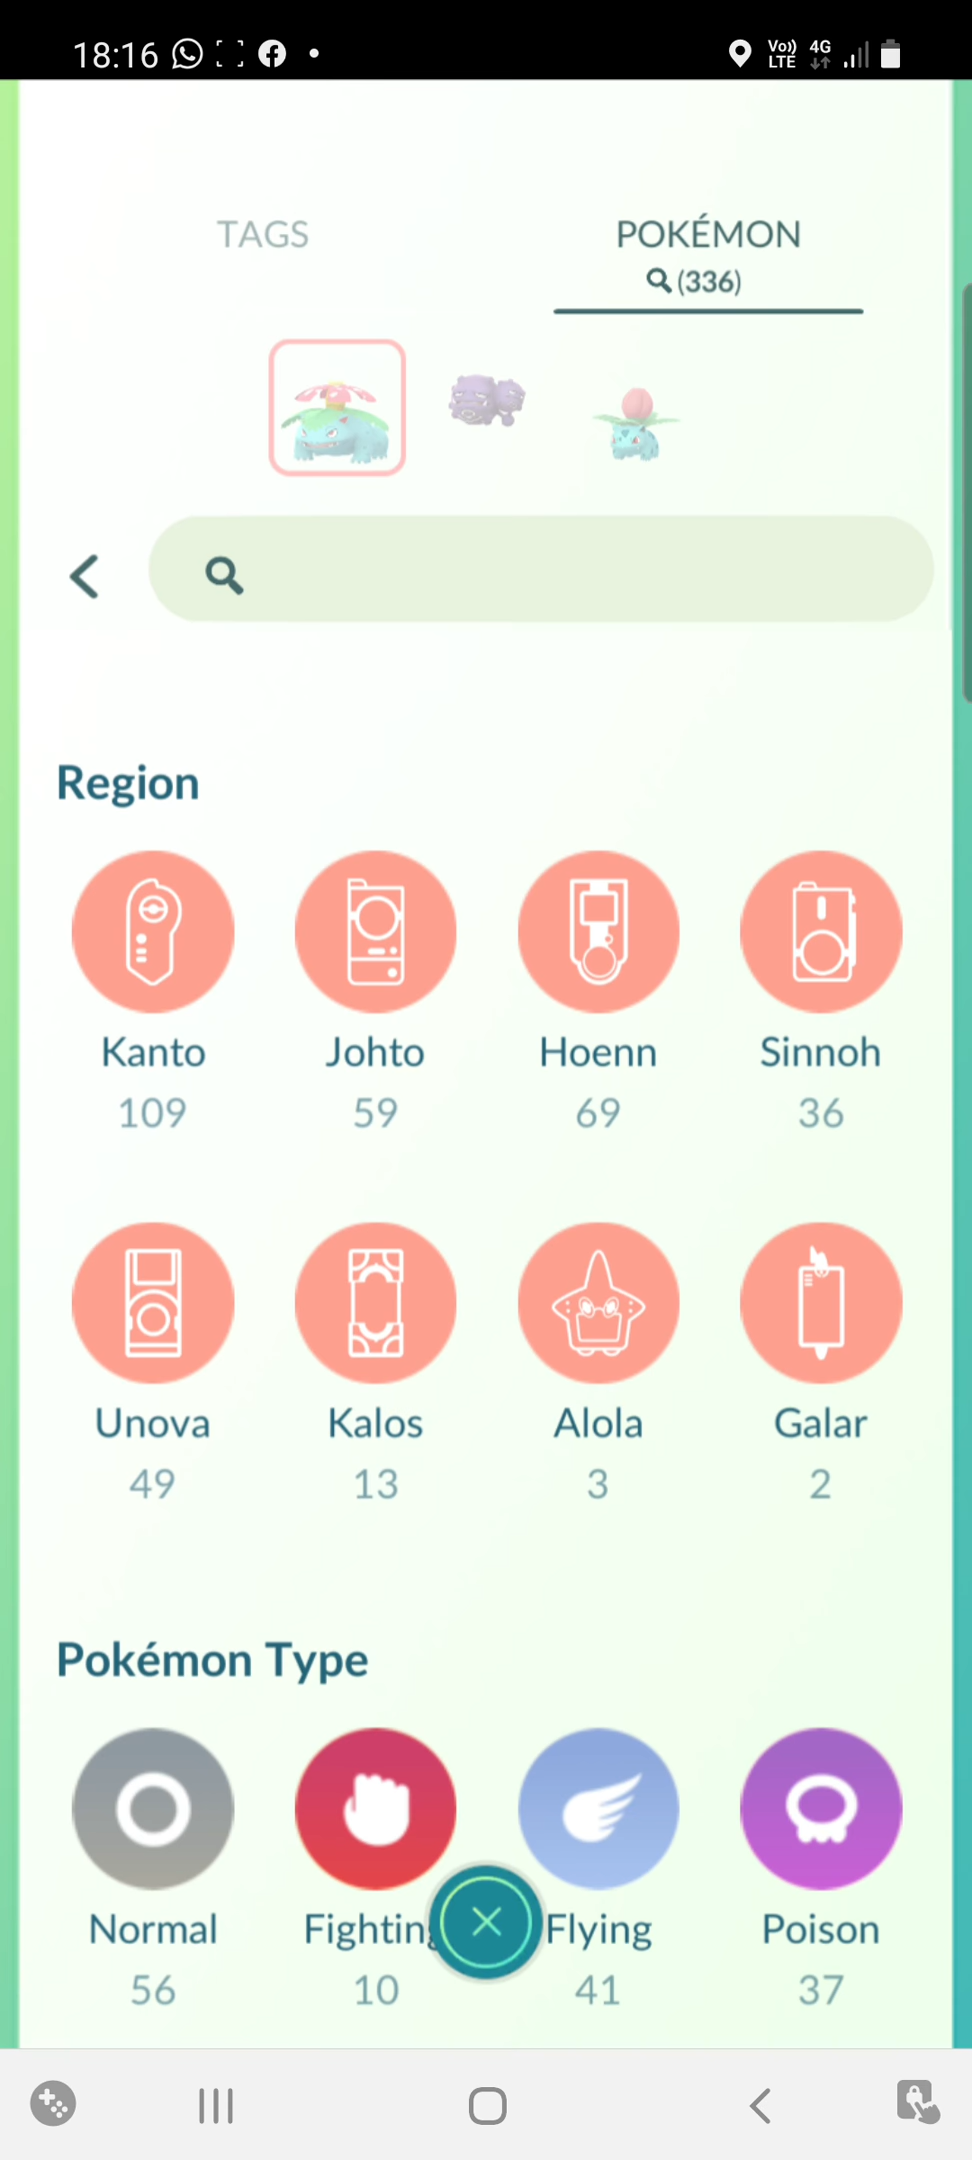 18:16
Vo)) 4G
LTE
TAGS
POKÉMON
(336)
Region
Kanto Johto Hoenn Sinnoh
109 59 69 36
Unova Kalos Alola Galar
49 13 3 2
Pokémon Type
Normal Fighting Flying Poison
56 10 41 37